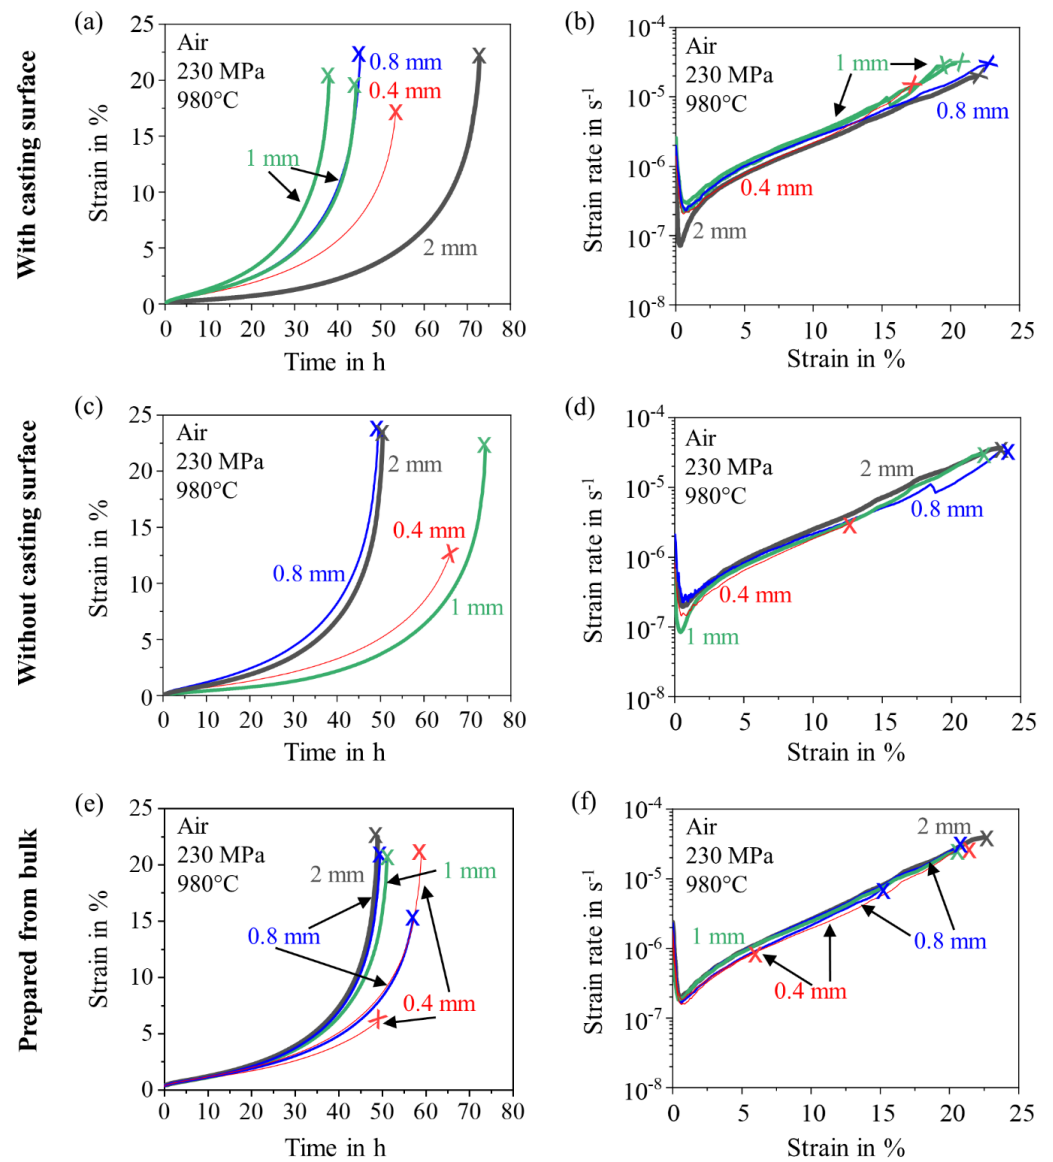 With casting surface
(a)
Air
230 MPa
980°C
0.8 mm
0.4 mm
1 mm
2 mm
Strain in %
0
5
10
15
20
25
0 10 20 30 40 50 60 70 80
Time in h
(b)
Air
230 MPa
980°C
1 mm
0.8 mm
0.4 mm
2 mm
Strain rate in s⁻¹
10⁻⁴
10⁻⁵
10⁻⁶
10⁻⁷
10⁻⁸
0 5 10 15 20 25
Strain in %
Without casting surface
(c)
Air
230 MPa
980°C
2 mm
0.4 mm
0.8 mm
1 mm
Strain in %
0
5
10
15
20
25
0 10 20 30 40 50 60 70 80
Time in h
(d)
Air
230 MPa
980°C
2 mm
0.8 mm
0.4 mm
1 mm
Strain rate in s⁻¹
10⁻⁴
10⁻⁵
10⁻⁶
10⁻⁷
10⁻⁸
0 5 10 15 20 25
Strain in %
Prepared from bulk
(e)
Air
230 MPa
980°C
2 mm
1 mm
0.8 mm
0.4 mm
Strain in %
0
5
10
15
20
25
0 10 20 30 40 50 60 70 80
Time in h
(f)
Air
230 MPa
980°C
2 mm
1 mm
0.8 mm
0.4 mm
Strain rate in s⁻¹
10⁻⁴
10⁻⁵
10⁻⁶
10⁻⁷
10⁻⁸
0 5 10 15 20 25
Strain in %